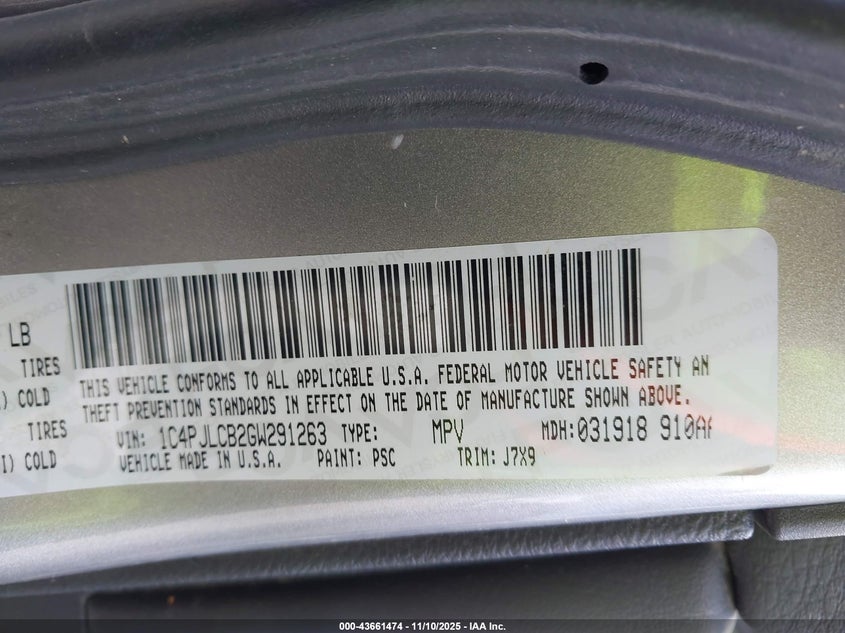 LB
TIRES
) COLD
TIRES
I) COLD
THIS VEHICLE CONFORMS TO ALL APPLICABLE U.S.A. FEDERAL MOTOR VEHICLE SAFETY AN
THEFT PREVENTION STANDARDS IN EFFECT ON THE DATE OF MANUFACTURE SHOWN ABOVE.
VIN: 1C4PJLCB2GW291263 TYPE: MPV MDH: 031918 910A
VEHICLE MADE IN U.S.A. PAINT: PSC TRIM: J7X9
000-43661474 — 11/10/2025 — IAA Inc.